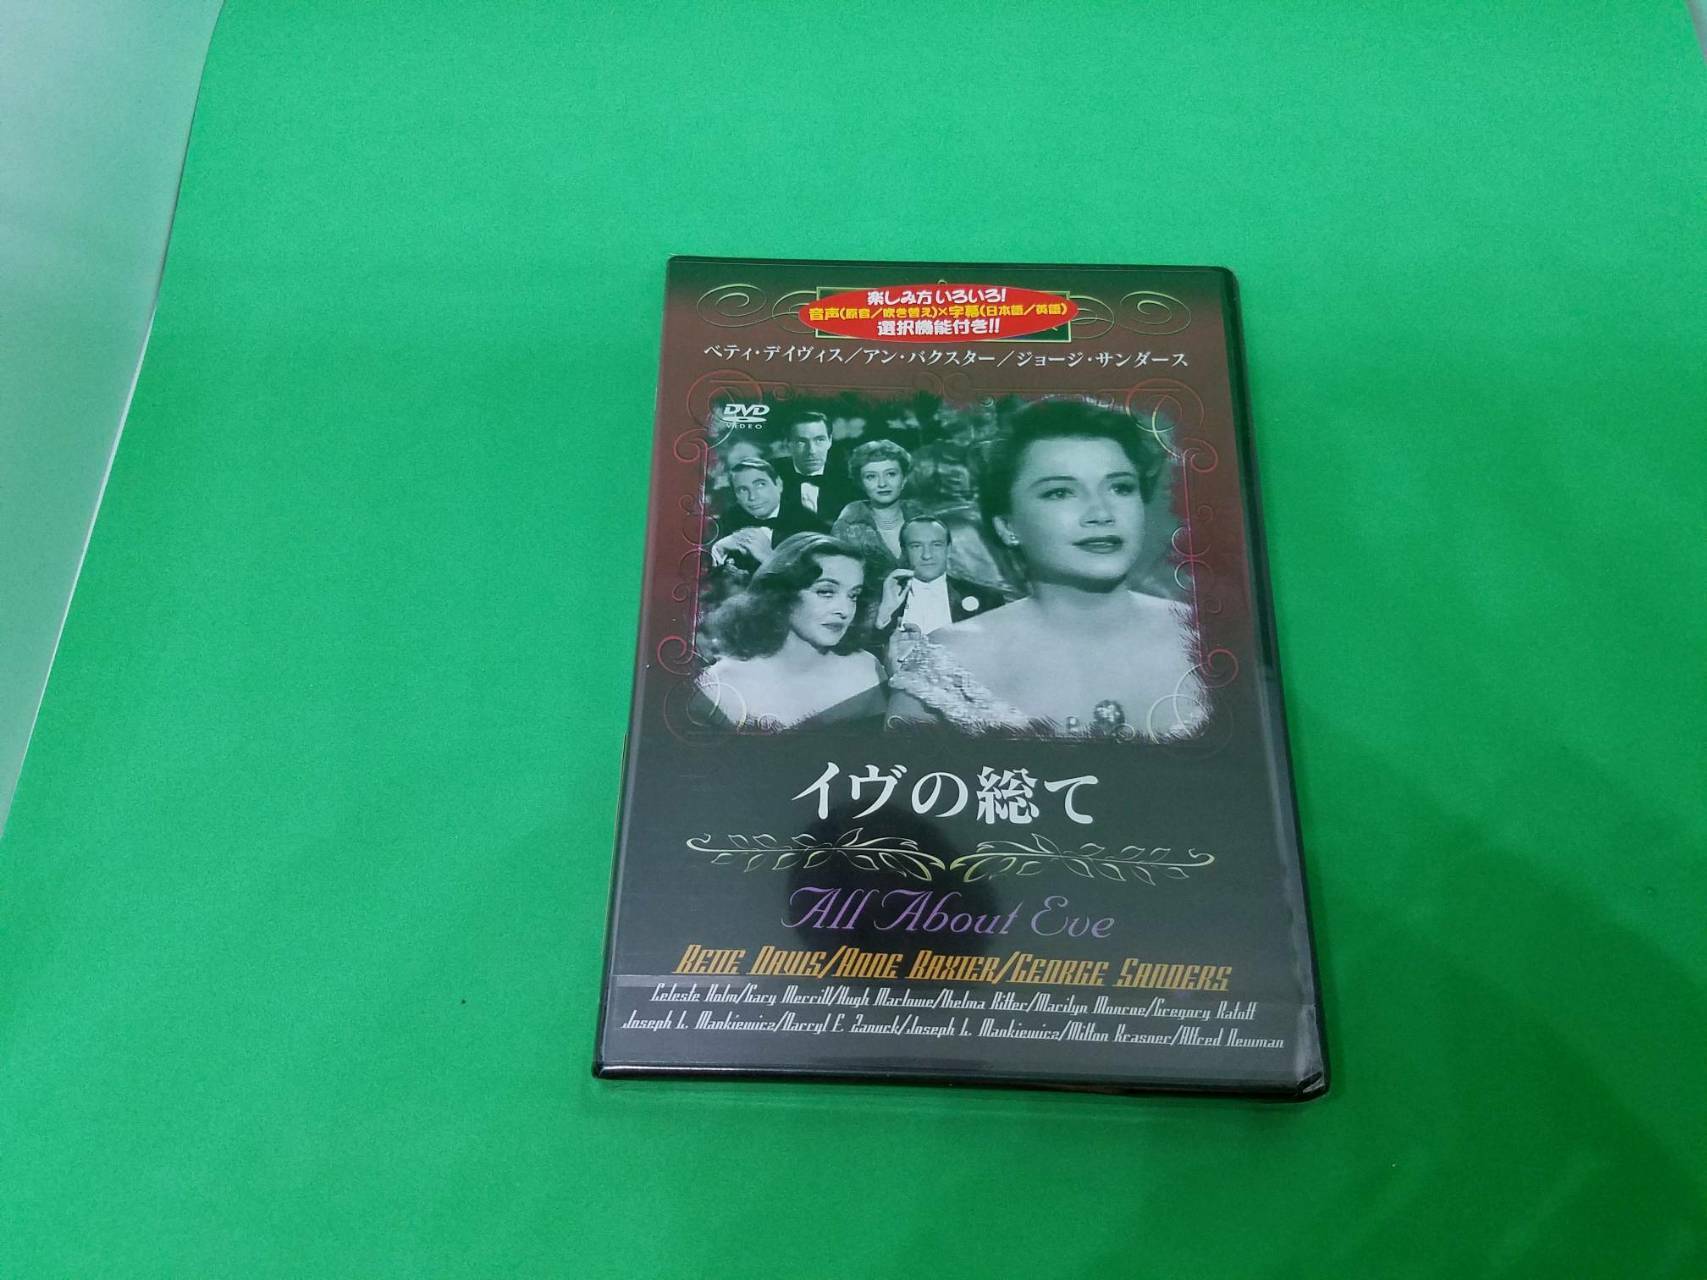 楽しみ方いろいろ!
音声(原音/吹き替え)×字幕(日本語/英語)
選択機能付き!!
ベティ・デイヴィス/アン・バクスター/ジョージ・サンダース
DVD
VIDEO
イヴの総て
All About Eve
BETTE DAVIS/ANNE BAXTER/GEORGE SANDERS
Celeste Holm/Gary Merrill/Hugh Marlowe/Thelma Ritter/Marilyn Monroe/Gregory Ratoff
Joseph L. Mankiewicz/Darryl F. Zanuck/Joseph L. Mankiewicz/Milton Krasner/Alfred Newman